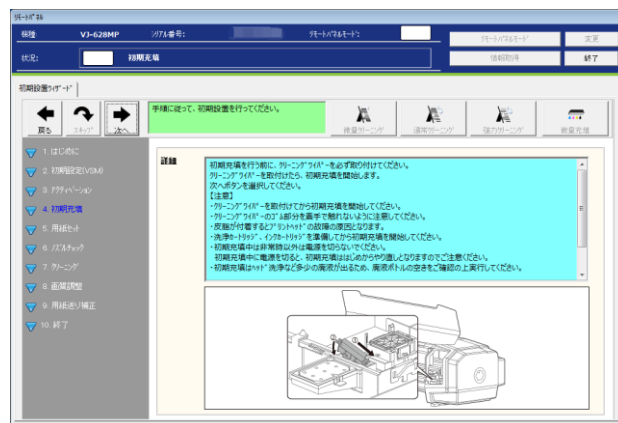 ﾘﾓｰﾄﾊﾟﾈﾙ
機種: VJ-628MP ｼﾘｱﾙ番号: ﾘﾓｰﾄﾊﾟﾈﾙﾓｰﾄﾞ: ﾘﾓｰﾄﾊﾟﾈﾙﾓｰﾄﾞ 変更
状況: 初期充填 情報取得 終了
初期設置ｳｨｻﾞｰﾄﾞ
戻る ｽｷｯﾌﾟ 次へ 手順に従って、初期設置を行ってください。 微量ｸﾘｰﾆﾝｸﾞ 通常ｸﾘｰﾆﾝｸﾞ 強力ｸﾘｰﾆﾝｸﾞ 微量充填
1. はじめに
2. 初期設定(VSM)
3. ｱｸﾃｨﾍﾞｰｼｮﾝ
4. 初期充填
5. 用紙ｾｯﾄ
6. ﾉｽﾞﾙﾁｪｯｸ
7. ｸﾘｰﾆﾝｸﾞ
8. 画質調整
9. 用紙送り補正
10. 終了
詳細
初期充填を行う前に、ｸﾘｰﾆﾝｸﾞﾜｲﾊﾟｰを必ず取付けてください。
ｸﾘｰﾆﾝｸﾞﾜｲﾊﾟｰを取付けたら、初期充填を開始します。
次へﾎﾞﾀﾝを選択してください。
【注意】
・ｸﾘｰﾆﾝｸﾞﾜｲﾊﾟｰを取付けてから初期充填を開始してください。
・ｸﾘｰﾆﾝｸﾞﾜｲﾊﾟｰのｺﾞﾑ部分を素手で触れないように注意してください。
・皮脂が付着するとﾌﾟﾘﾝﾄﾍｯﾄﾞの故障の原因となります。
・洗浄ｶｰﾄﾘｯｼﾞ、ｲﾝｸｶｰﾄﾘｯｼﾞを準備してから初期充填を開始してください。
・初期充填中は非常時以外は電源を切らないでください。
初期充填中に電源を切ると、初期充填ははじめからやり直しとなりますのでご注意ください。
・初期充填はﾍｯﾄﾞ洗浄など多少の廃液が出るため、廃液ﾎﾞﾄﾙの空きをご確認の上実行してください。